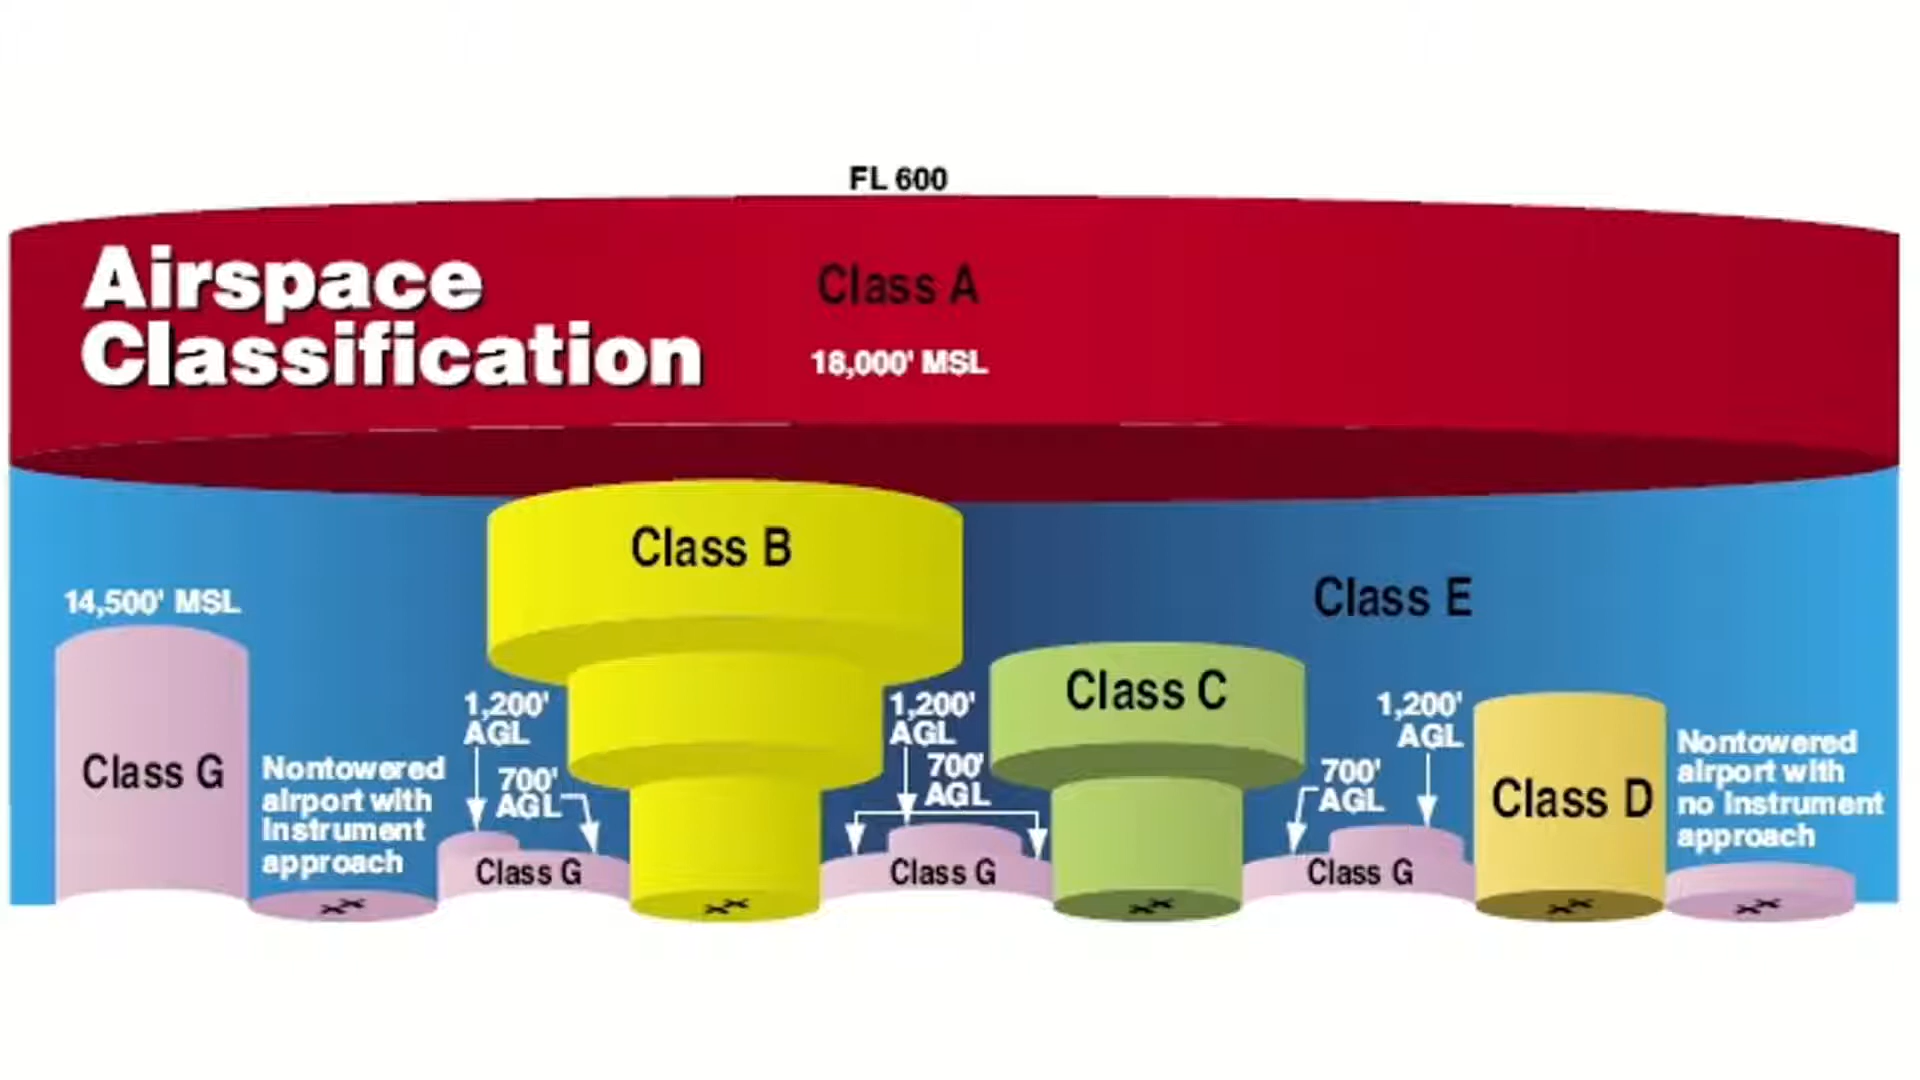 FL 600
Airspace
Classification
Class A
18,000' MSL
Class B
Class E
14,500' MSL
Class G
Nontowered
airport with
Instrument
approach
1,200'
AGL
700'
AGL
Class G
1,200'
AGL
700'
AGL
Class G
Class C
700'
AGL
1,200'
AGL
Class G
Class D
Nontowered
airport with
no Instrument
approach